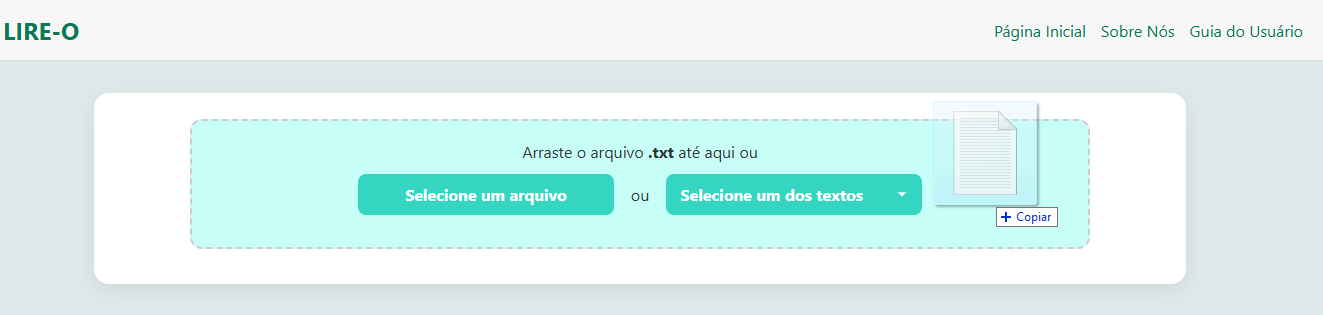 LIRE-O
Página Inicial Sobre Nós Guia do Usuário
Arraste o arquivo .txt até aqui ou
Selecione um arquivo ou Selecione um dos textos
Copiar